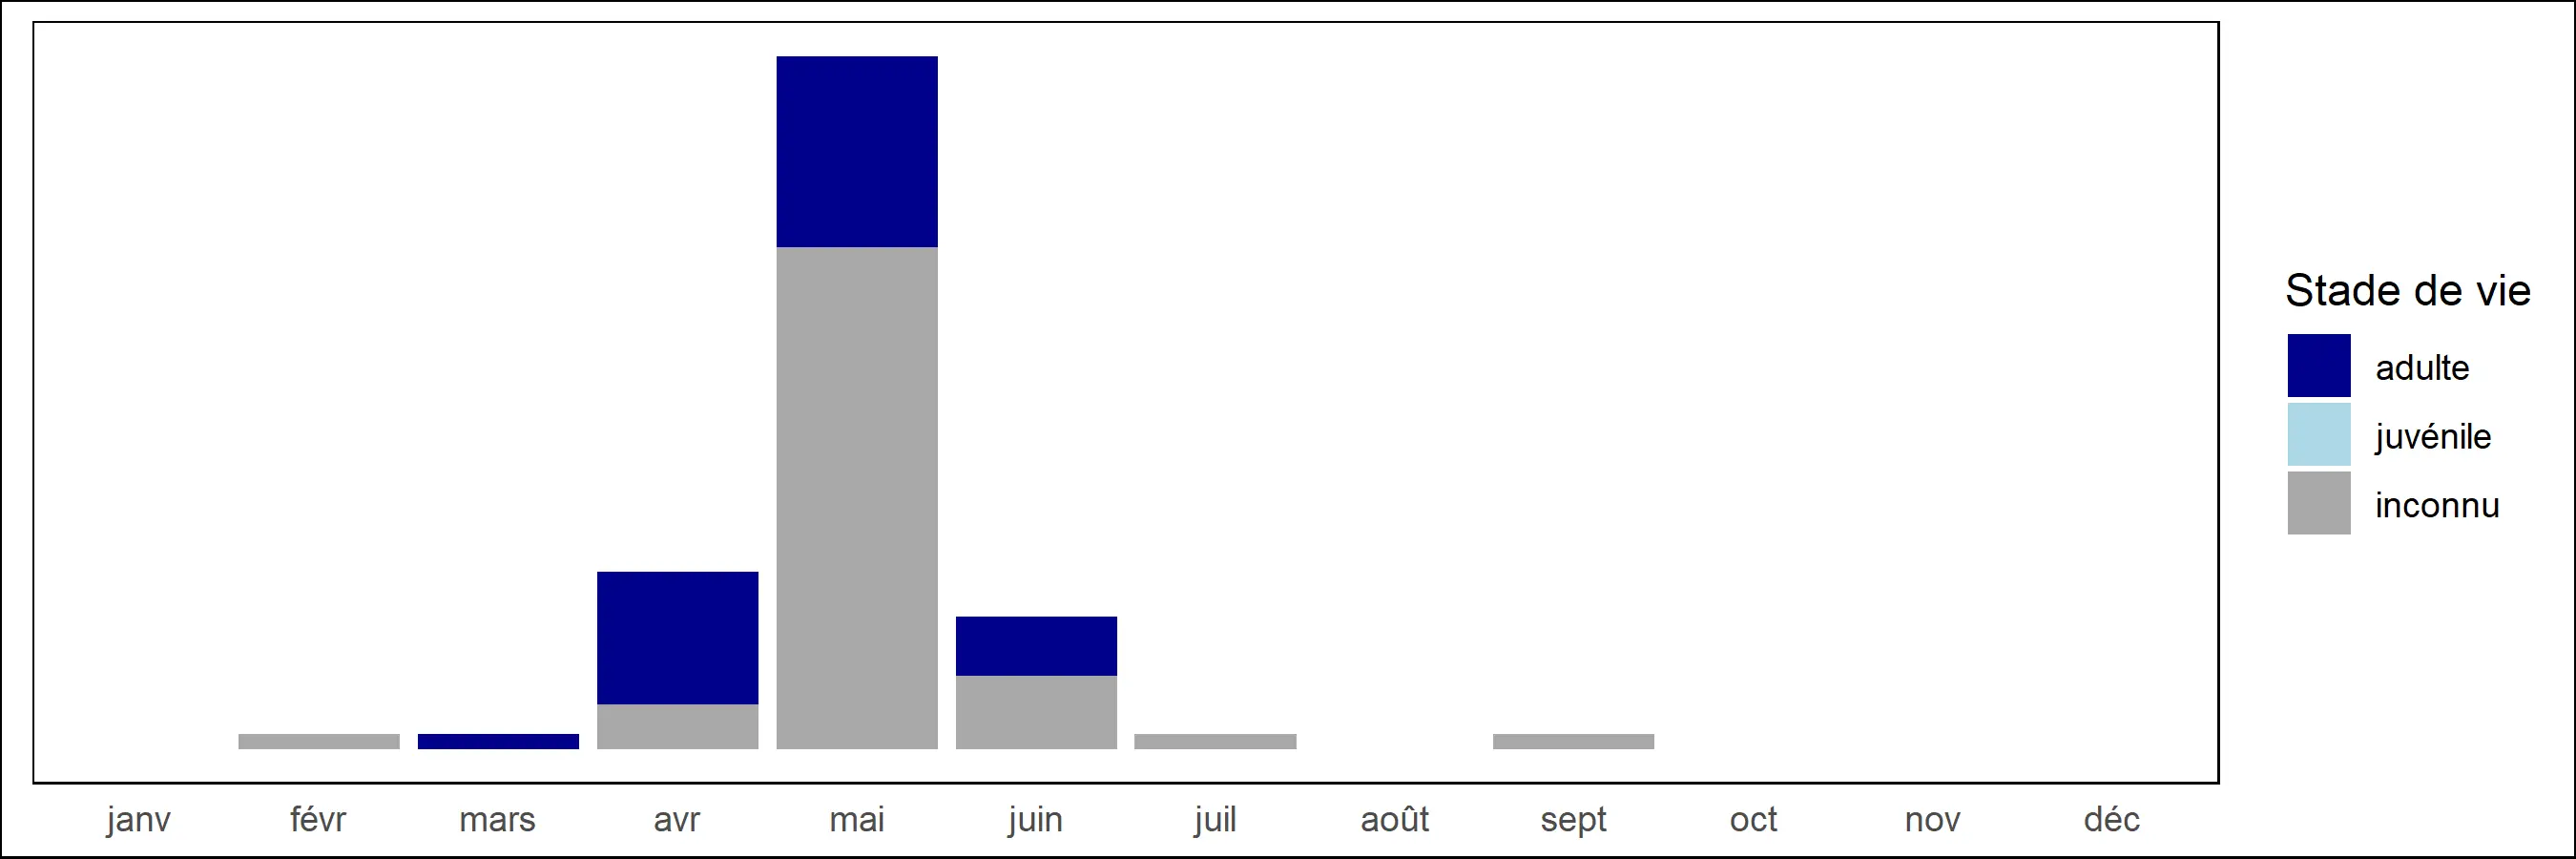 Stade de vie
adulte
juvénile
inconnu
janv févr mars avr mai juin juil août sept oct nov déc